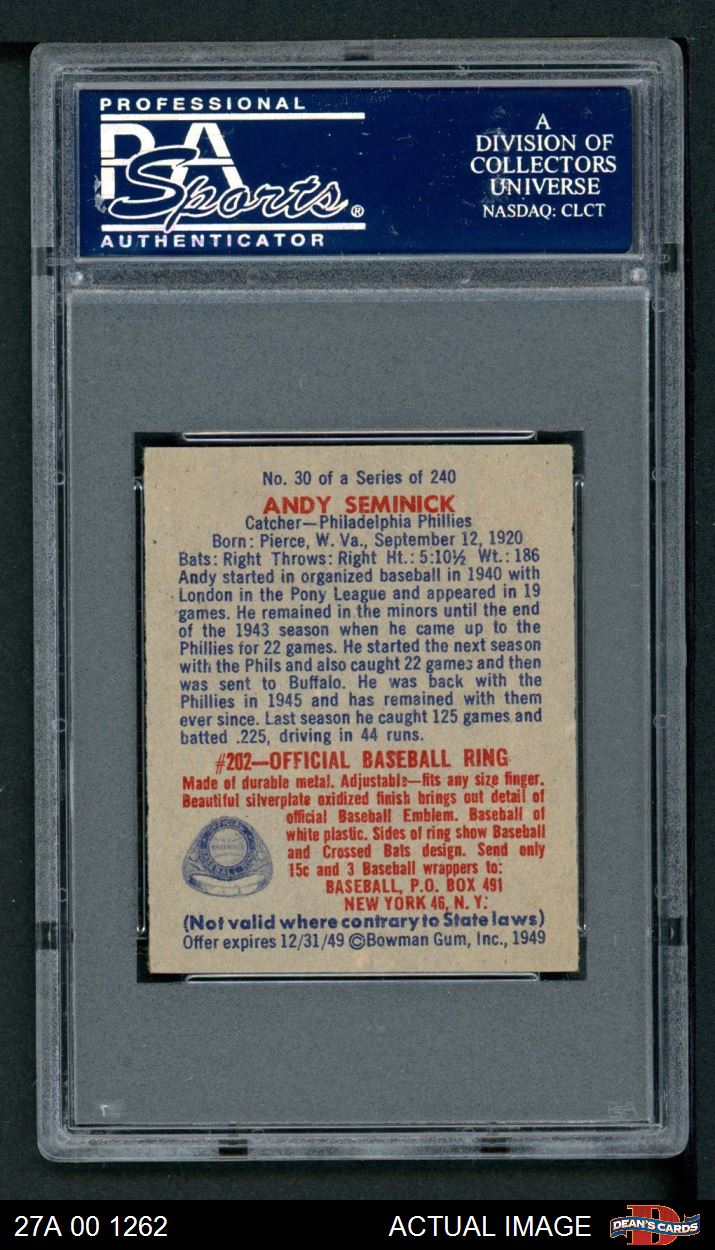 PROFESSIONAL
PSA
Sports®
AUTHENTICATOR
A
DIVISION OF
COLLECTORS
UNIVERSE
NASDAQ: CLCT
No. 30 of a Series of 240
ANDY SEMINICK
Catcher—Philadelphia Phillies
Born: Pierce, W. Va., September 12, 1920
Bats: Right Throws: Right Ht.: 5:10½ Wt.: 186
Andy started in organized baseball in 1940 with
London in the Pony League and appeared in 19
games. He remained in the minors until the end
of the 1943 season when he came up to the
Phillies for 22 games. He started the next season
with the Phils and also caught 22 games and then
was sent to Buffalo. He was back with the
Phillies in 1945 and has remained with them
ever since. Last season he caught 125 games and
batted .225, driving in 44 runs.
#202—OFFICIAL BASEBALL RING
Made of durable metal. Adjustable—fits any size finger.
Beautiful silverplate oxidized finish brings out detail of
official Baseball Emblem. Baseball of
white plastic. Sides of ring show Baseball
and Crossed Bats design. Send only
15c and 3 Baseball wrappers to:
BASEBALL, P.O. BOX 491
NEW YORK 46, N. Y.
(Not valid where contrary to State laws)
Offer expires 12/31/49 ©Bowman Gum, Inc., 1949
27A 00 1262
ACTUAL IMAGE
DEAN'S CARDS